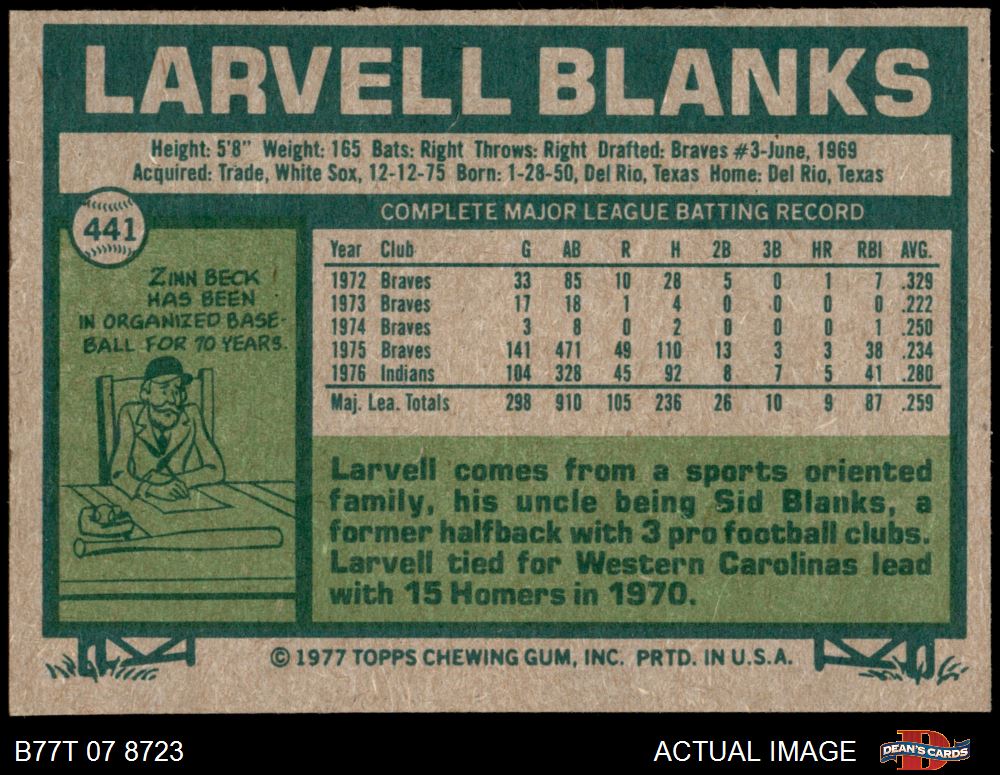 LARVELL BLANKS
Height: 5'8" Weight: 165 Bats: Right Throws: Right Drafted: Braves #3-June, 1969
Acquired: Trade, White Sox, 12-12-75 Born: 1-28-50, Del Rio, Texas Home: Del Rio, Texas
441
COMPLETE MAJOR LEAGUE BATTING RECORD
Year Club G AB R H 2B 3B HR RBI AVG.
1972 Braves 33 85 10 28 5 0 1 7 .329
1973 Braves 17 18 1 4 0 0 0 0 .222
1974 Braves 3 8 0 2 0 0 0 1 .250
1975 Braves 141 471 49 110 13 3 3 38 .234
1976 Indians 104 328 45 92 8 7 5 41 .280
Maj. Lea. Totals 298 910 105 236 26 10 9 87 .259
ZINN BECK
HAS BEEN
IN ORGANIZED BASE-
BALL FOR 70 YEARS.
Larvell comes from a sports oriented
family, his uncle being Sid Blanks, a
former halfback with 3 pro football clubs.
Larvell tied for Western Carolinas lead
with 15 Homers in 1970.
© 1977 TOPPS CHEWING GUM, INC. PRTD. IN U.S.A.
B77T 07 8723
ACTUAL IMAGE
D
DEAN'S CARDS